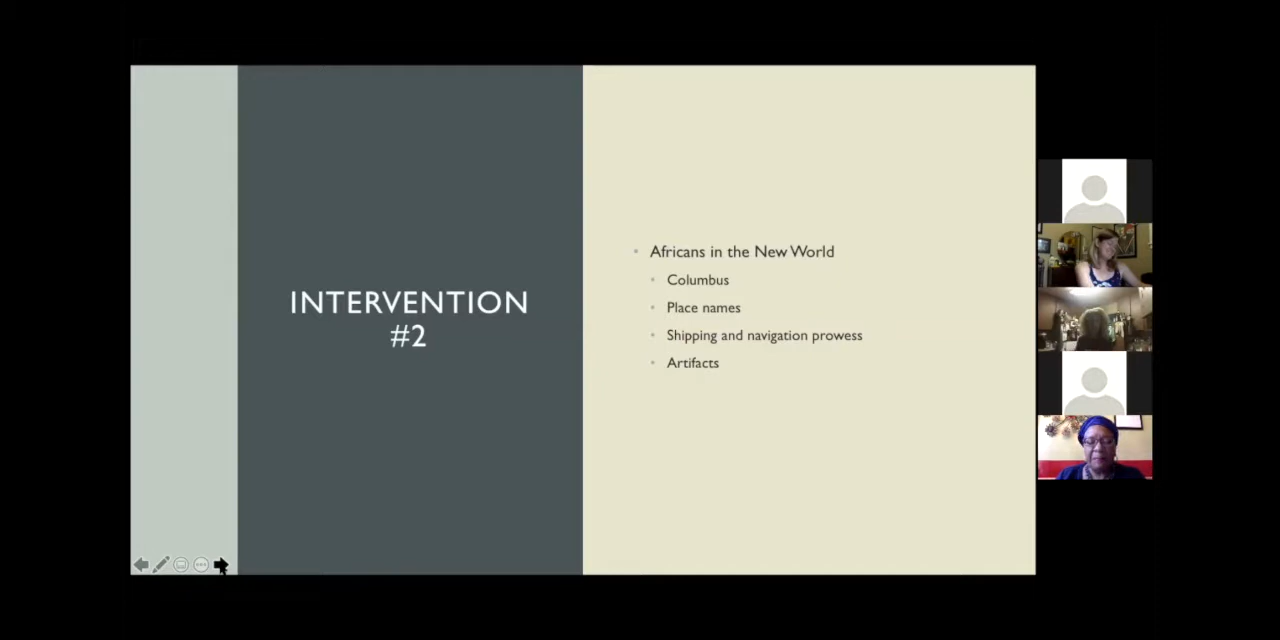 INTERVENTION
#2
• Africans in the New World
• Columbus
• Place names
• Shipping and navigation prowess
• Artifacts